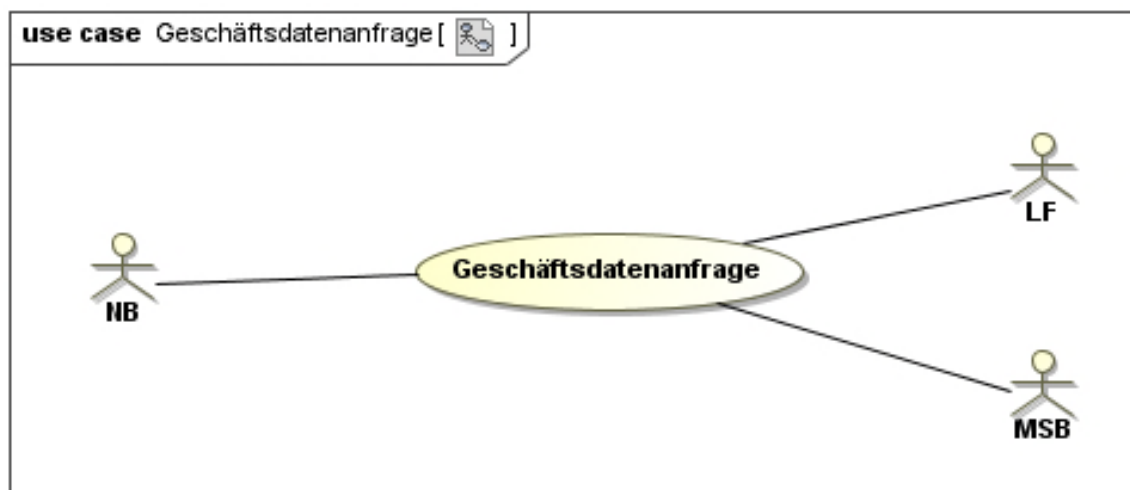 use case Geschäftsdatenanfrage [ ]
LF
Geschäftsdatenanfrage
NB
MSB